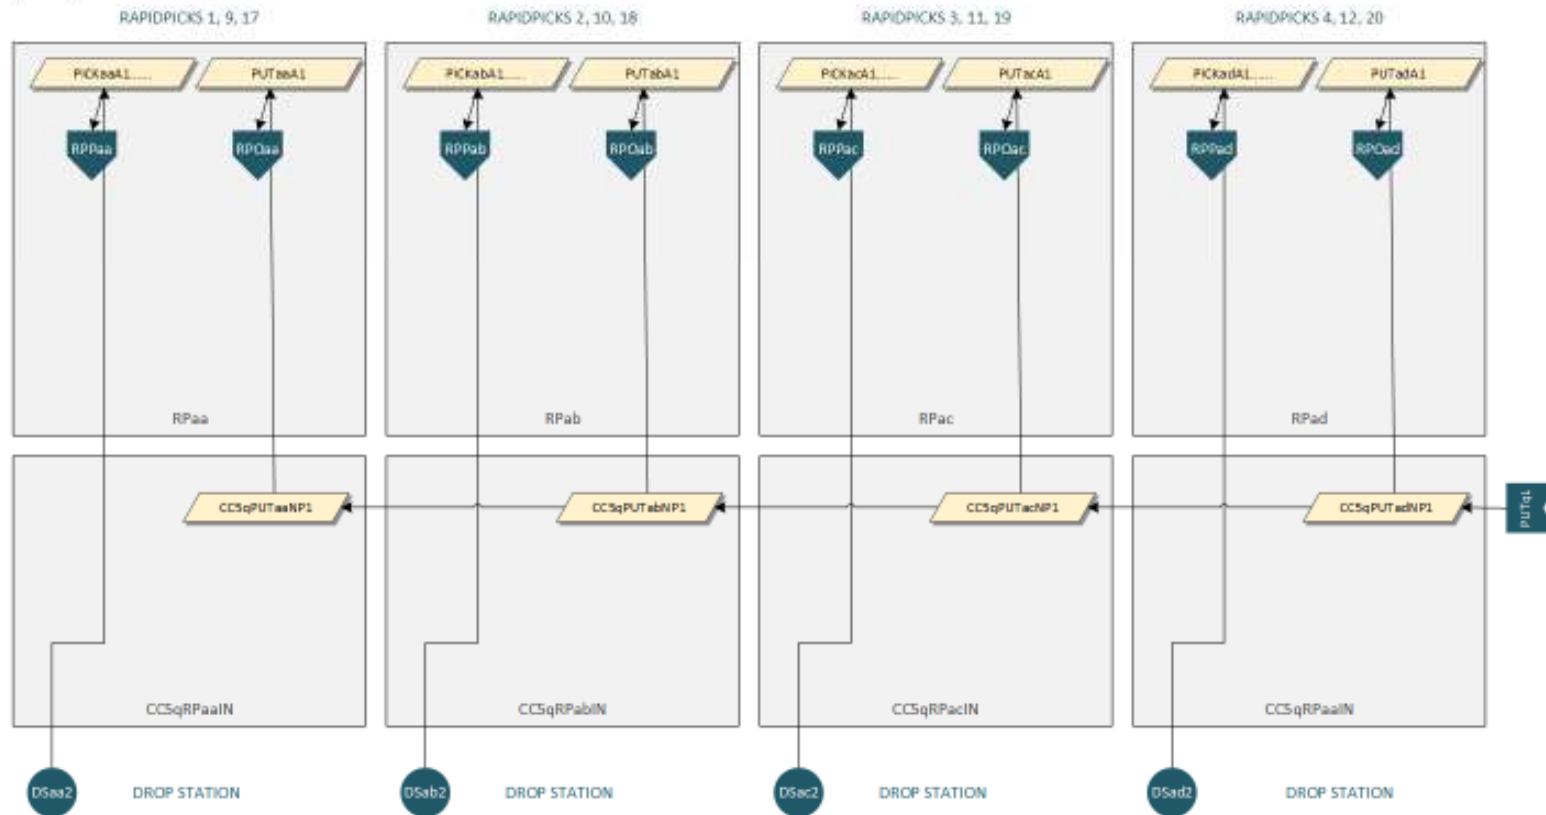 RAPIDPICKS 1, 9, 17
RAPIDPICKS 2, 10, 18
RAPIDPICKS 3, 11, 19
RAPIDPICKS 4, 12, 20
PICKaaA1.....
PUTaaA1
PICKabA1.....
PUTabA1
PICKacA1.....
PUTacA1
PICKadA1.....
PUTadA1
RPPaa
RPOaa
RPPab
RPOab
RPPac
RPOac
RPPad
RPOad
RPaa
RPab
RPac
RPad
CC5qPUTaaNP1
CC5qPUTabNP1
CC5qPUTacNP1
CC5qPUTadNP1
PUTq1
CC5qRPaaIN
CC5qRPabIN
CC5qRPacIN
CC5qRPaaIN
DSaa2
DROP STATION
DSab2
DROP STATION
DSac2
DROP STATION
DSad2
DROP STATION